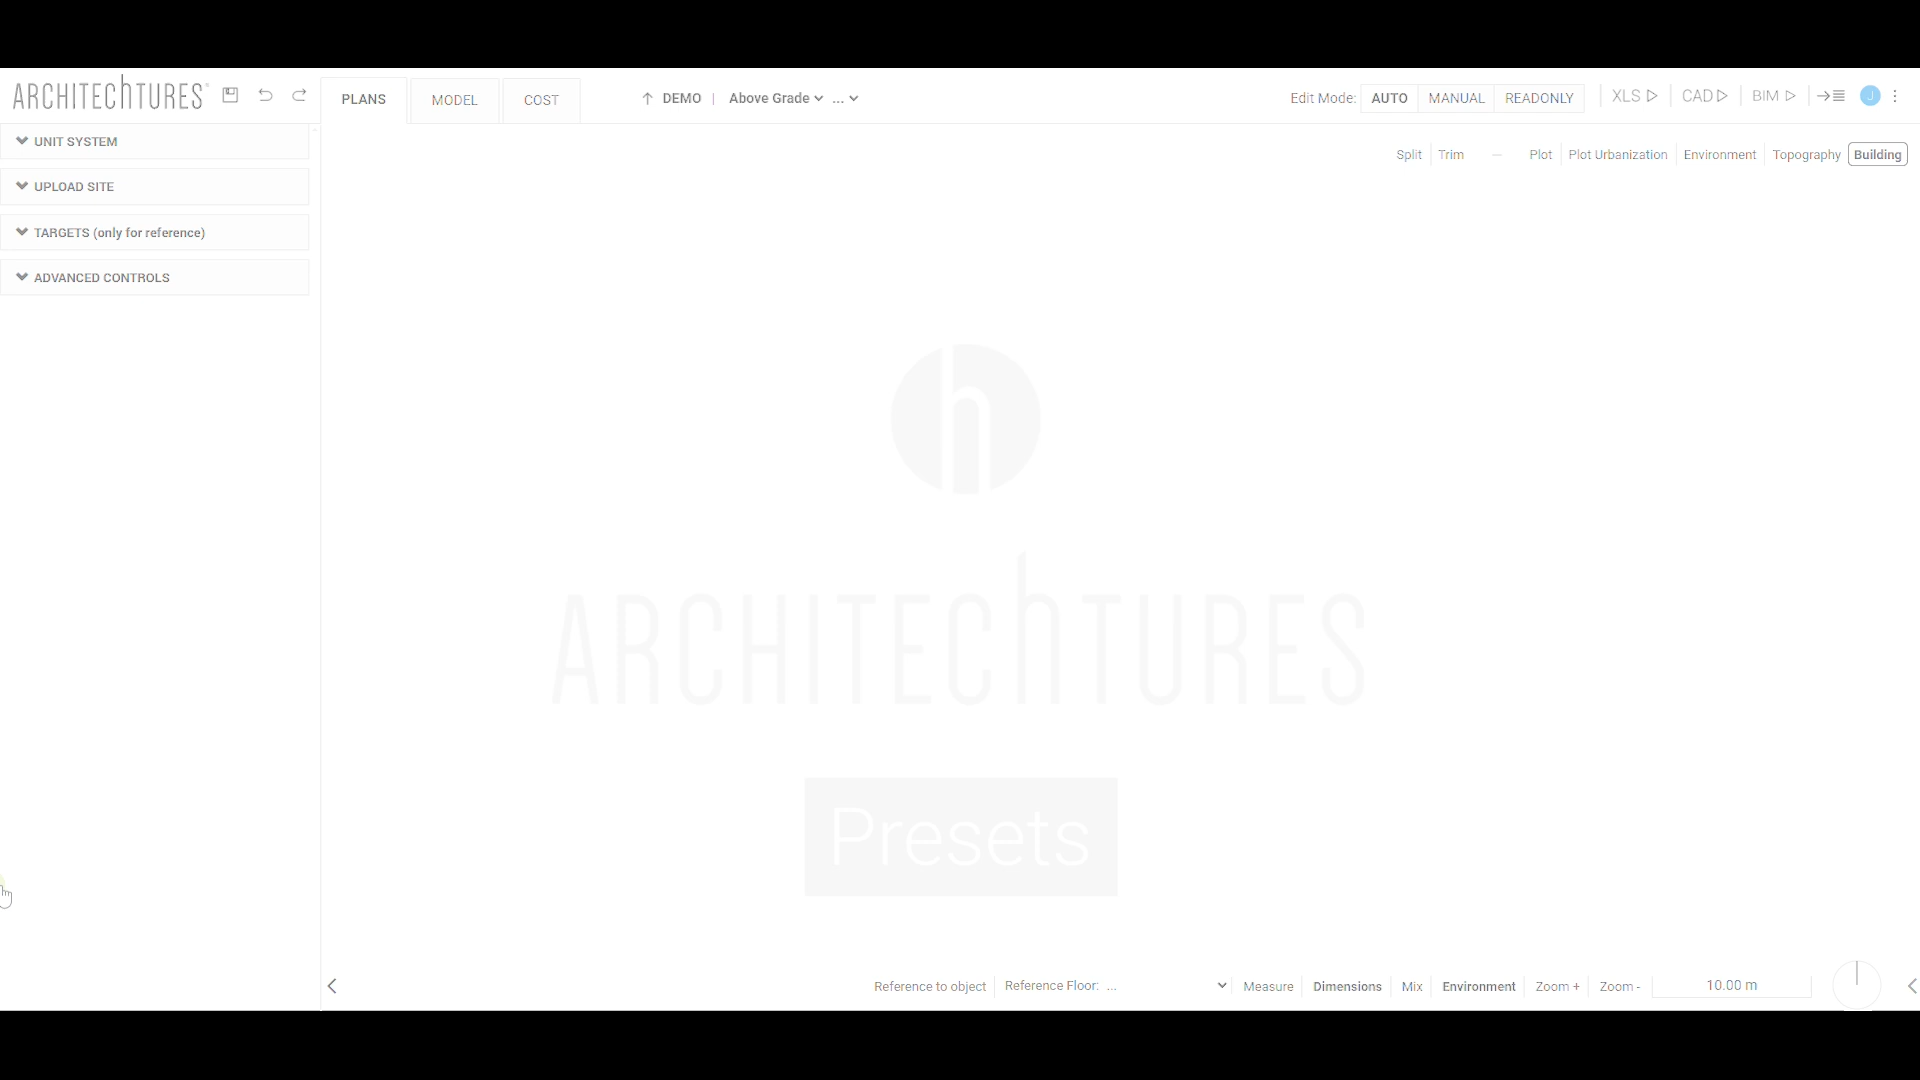 ARCHITECHTURES
PLANS
MODEL
COST
DEMO | Above Grade ...
Edit Mode: AUTO MANUAL READONLY
XLS
CAD
BIM
J
UNIT SYSTEM
UPLOAD SITE
TARGETS (only for reference)
ADVANCED CONTROLS
Split Trim — Plot Plot Urbanization Environment Topography Building
h
ARCHITECHTURES
Presets
Reference to object Reference Floor: ... Measure Dimensions Mix Environment Zoom + Zoom - 10.00 m